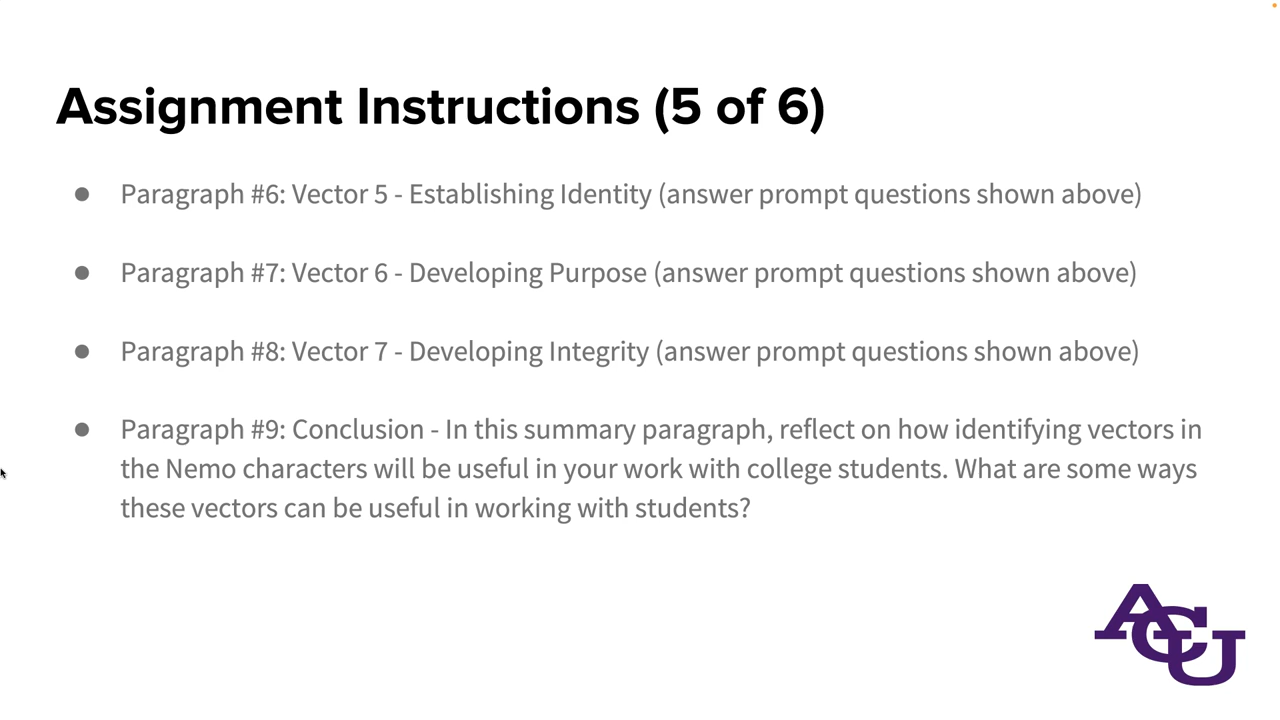 Assignment Instructions (5 of 6)
● Paragraph #6: Vector 5 - Establishing Identity (answer prompt questions shown above)
● Paragraph #7: Vector 6 - Developing Purpose (answer prompt questions shown above)
● Paragraph #8: Vector 7 - Developing Integrity (answer prompt questions shown above)
● Paragraph #9: Conclusion - In this summary paragraph, reflect on how identifying vectors in
the Nemo characters will be useful in your work with college students. What are some ways
these vectors can be useful in working with students?
ACU